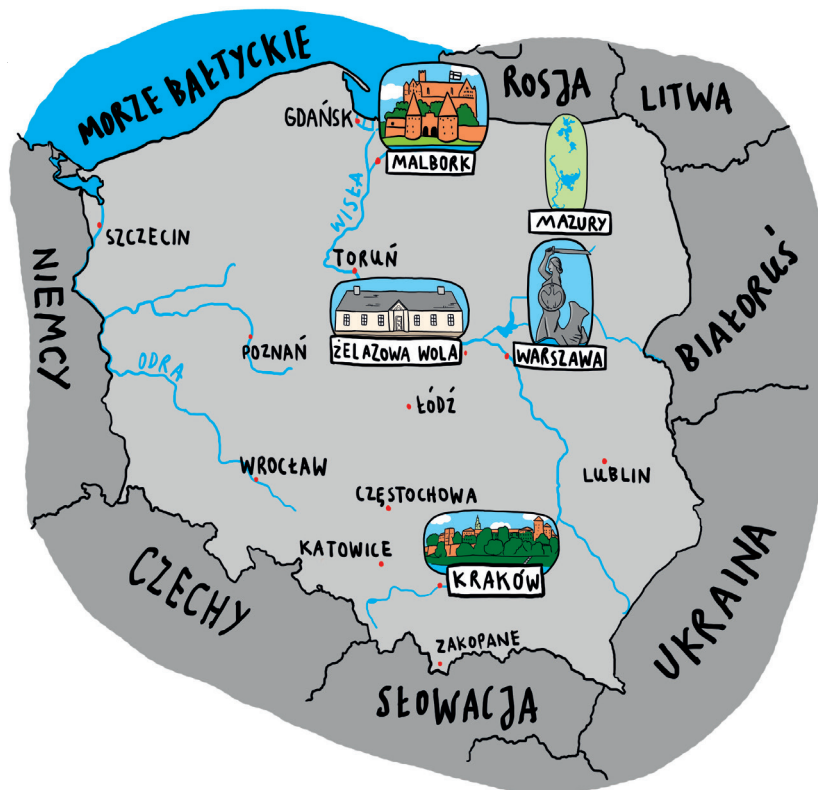 MORZE BAŁTYCKIE
ROSJA
LITWA
GDAŃSK
MALBORK
WISŁA
MAZURY
SZCZECIN
NIEMCY
TORUŃ
BIAŁORUŚ
POZNAŃ
ŻELAZOWA WOLA
WARSZAWA
ODRA
ŁÓDŹ
WROCŁAW
LUBLIN
CZĘSTOCHOWA
KATOWICE
KRAKÓW
CZECHY
UKRAINA
ZAKOPANE
SŁOWACJA